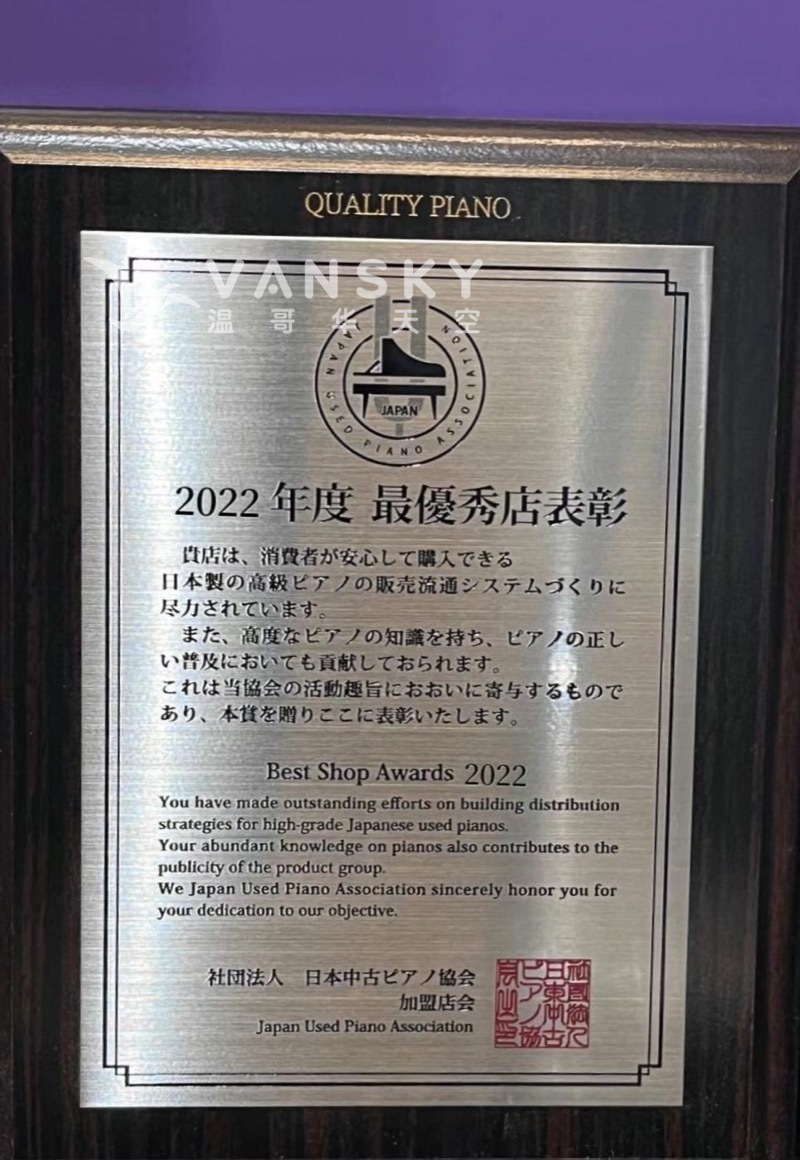 QUALITY PIANO
VANSKY
温哥华天空
JAPAN USED PIANO ASSOCIATION
JAPAN
2022 年度 最優秀店表彰
貴店は、消費者が安心して購入できる
日本製の高級ピアノの販売流通システムづくりに
尽力されています。
また、高度なピアノの知識を持ち、ピアノの正し
い普及においても貢献しておられます。
これは当協会の活動趣旨におおいに寄与するもので
あり、本賞を贈りここに表彰いたします。
Best Shop Awards 2022
You have made outstanding efforts on building distribution
strategies for high-grade Japanese used pianos.
Your abundant knowledge on pianos also contributes to the
publicity of the product group.
We Japan Used Piano Association sincerely honor you for
your dedication to our objective.
社団法人 日本中古ピアノ協会
加盟店会
Japan Used Piano Association